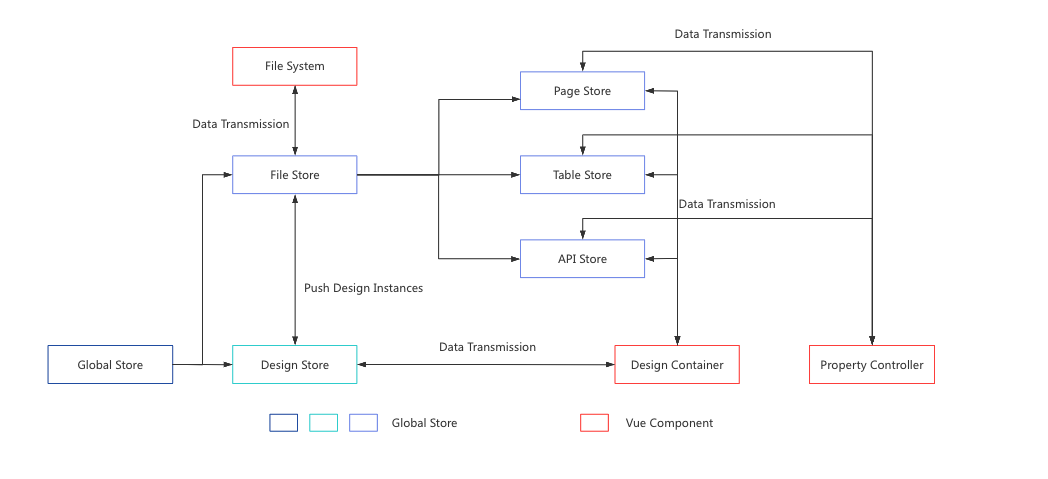 Data Transmission
File System
Page Store
Data Transmission
File Store
Table Store
Data Transmission
API Store
Push Design Instances
Data Transmission
Global Store
Design Store
Design Container
Property Controller
Global Store
Vue Component